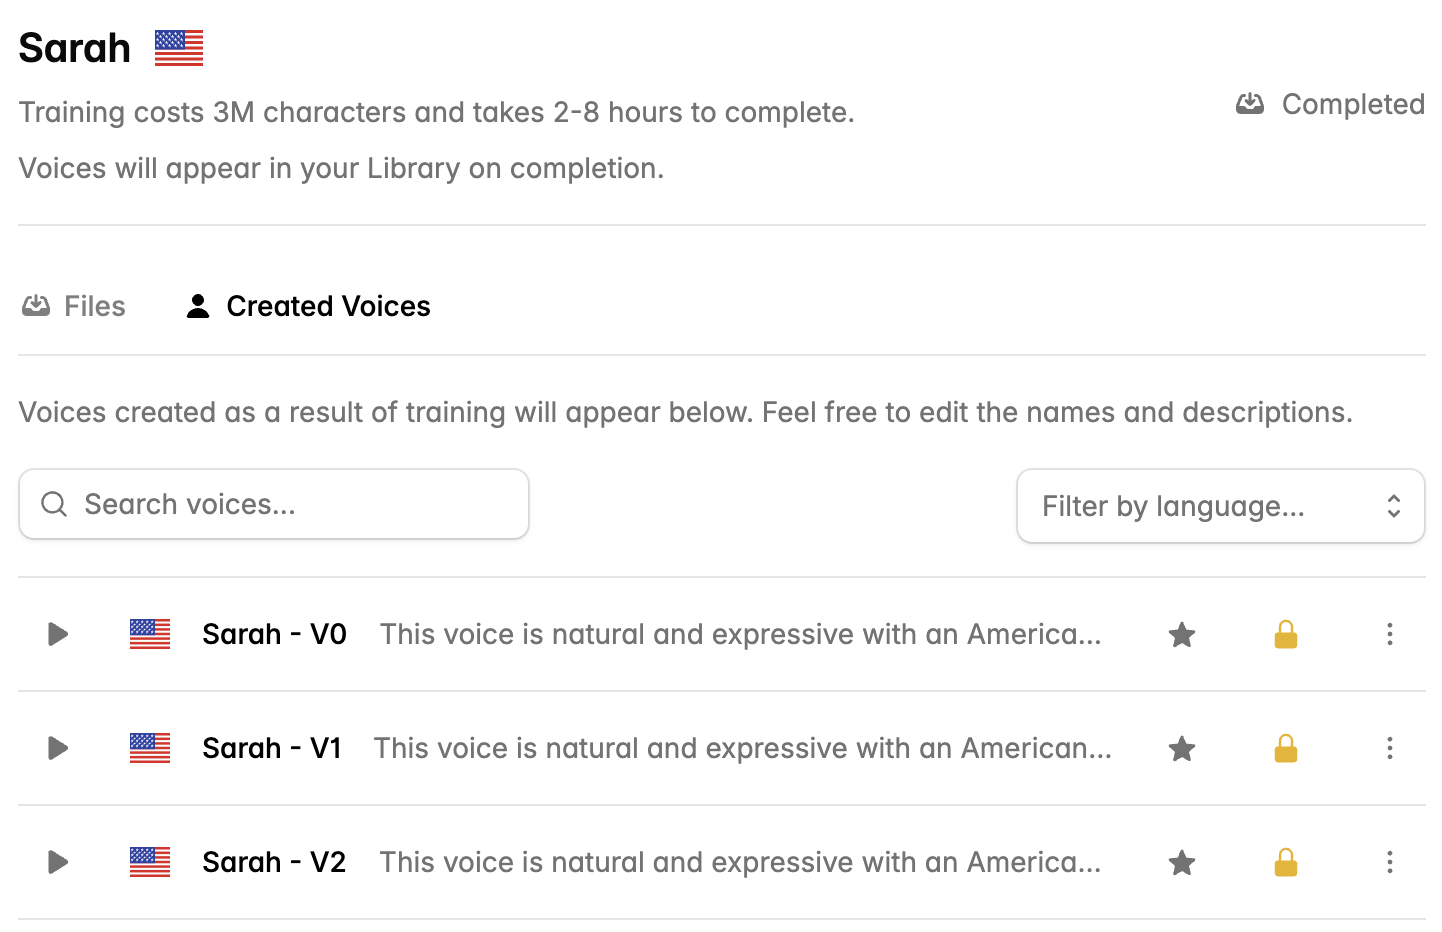 Sarah
Training costs 3M characters and takes 2-8 hours to complete.
Completed
Voices will appear in your Library on completion.
Files
Created Voices
Voices created as a result of training will appear below. Feel free to edit the names and descriptions.
Search voices...
Filter by language...
Sarah - V0 This voice is natural and expressive with an America...
Sarah - V1 This voice is natural and expressive with an American...
Sarah - V2 This voice is natural and expressive with an America...